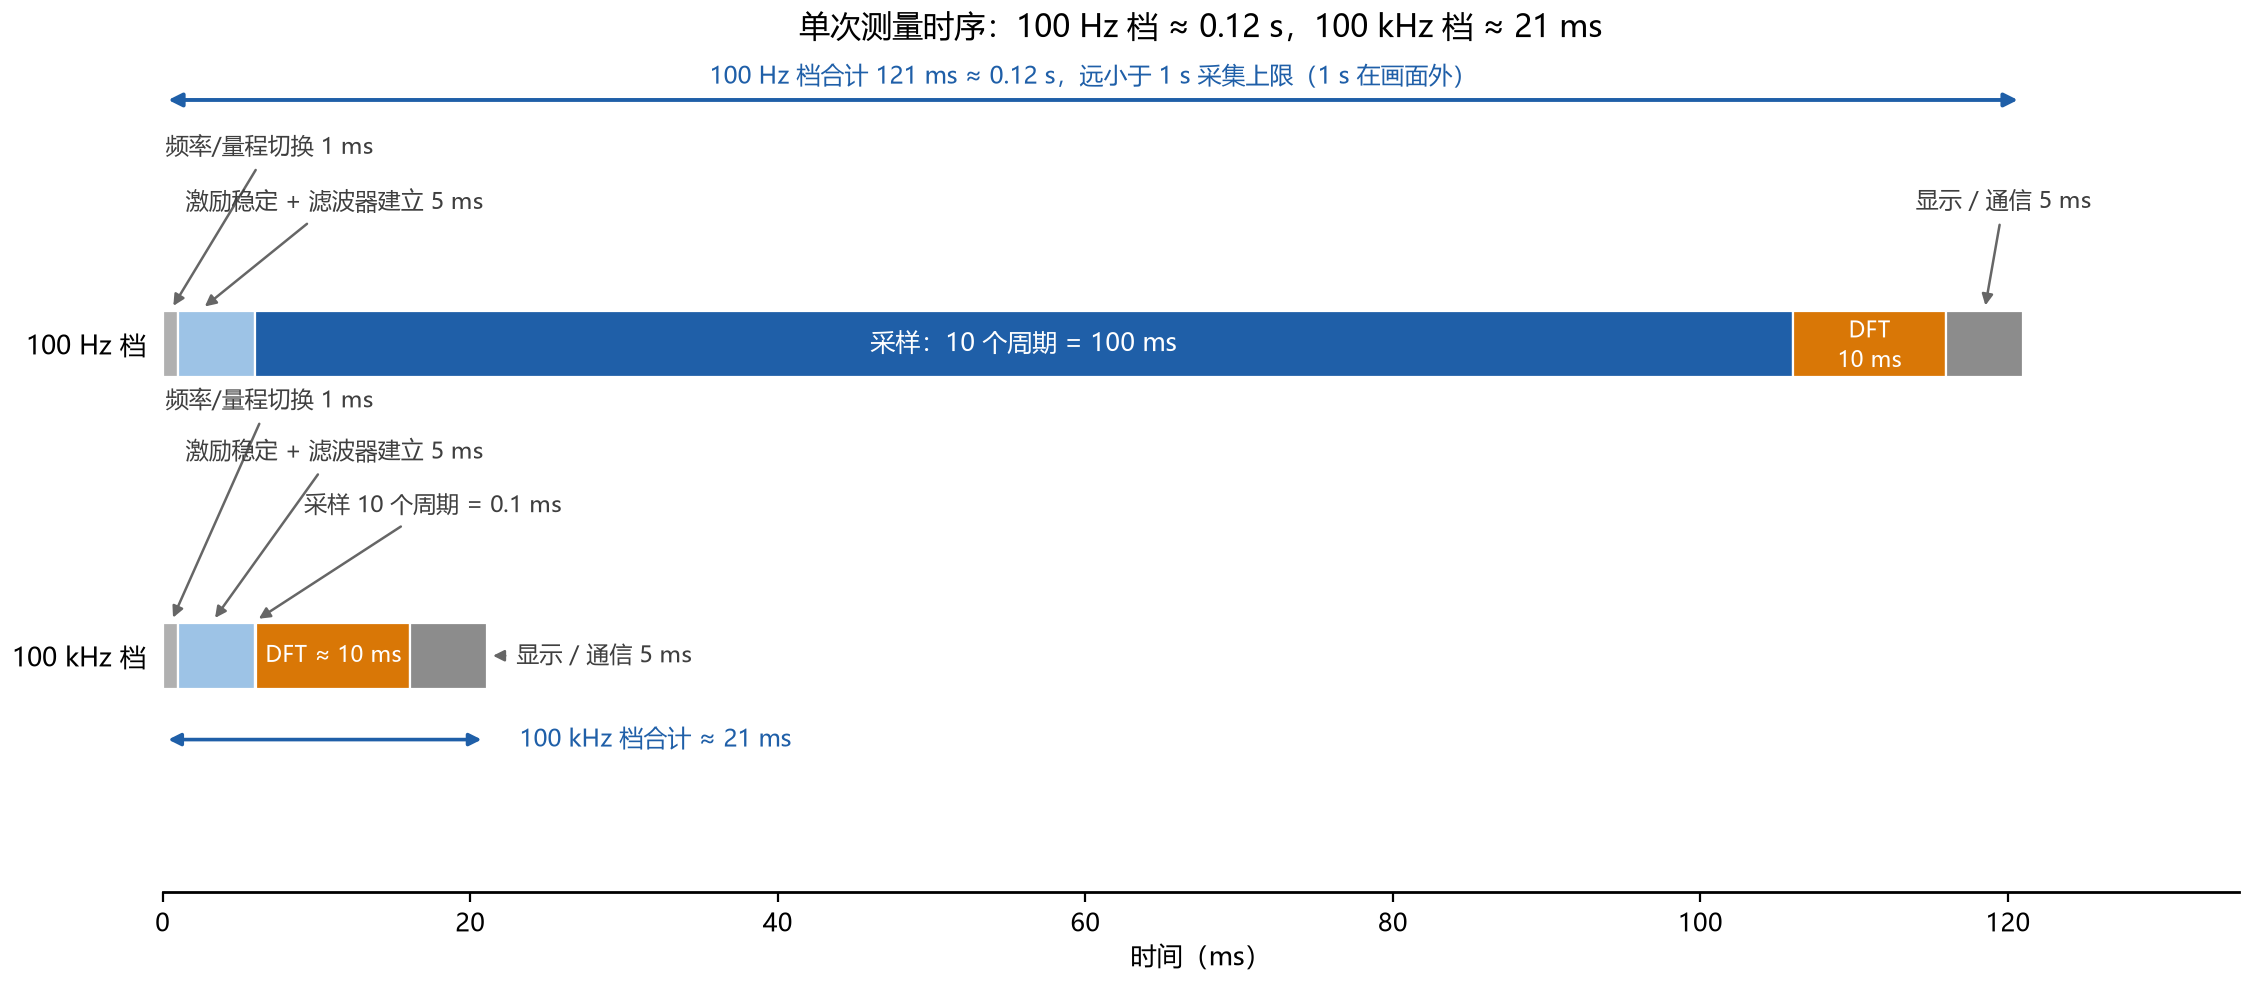 单次测量时序：100 Hz 档 ≈ 0.12 s，100 kHz 档 ≈ 21 ms
100 Hz 档合计 121 ms ≈ 0.12 s，远小于 1 s 采集上限（1 s 在画面外）
频率/量程切换 1 ms
激励稳定 + 滤波器建立 5 ms
显示 / 通信 5 ms
100 Hz 档
采样：10 个周期 = 100 ms
DFT
10 ms
频率/量程切换 1 ms
激励稳定 + 滤波器建立 5 ms
采样 10 个周期 = 0.1 ms
100 kHz 档
DFT ≈ 10 ms
显示 / 通信 5 ms
100 kHz 档合计 ≈ 21 ms
0 20 40 60 80 100 120
时间（ms）